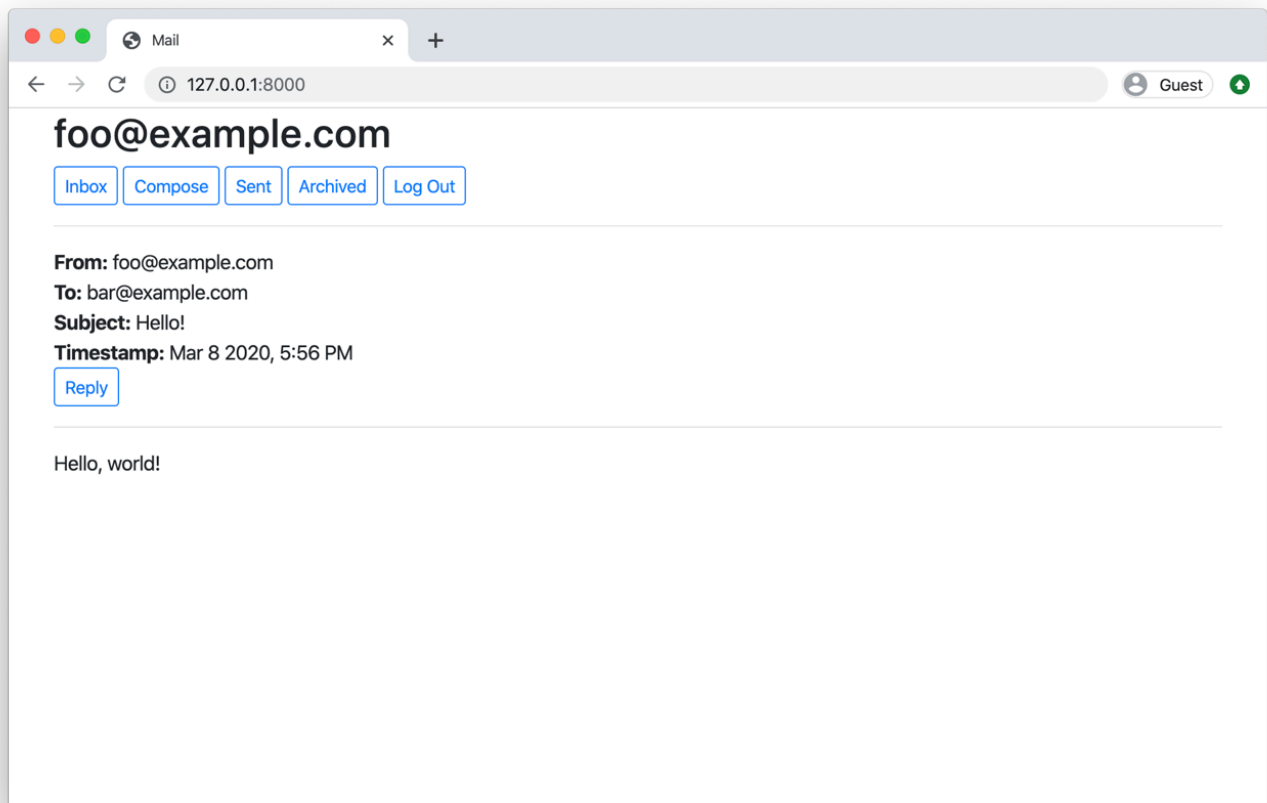 Mail
127.0.0.1:8000 Guest
foo@example.com
Inbox Compose Sent Archived Log Out
From: foo@example.com
To: bar@example.com
Subject: Hello!
Timestamp: Mar 8 2020, 5:56 PM
Reply
Hello, world!